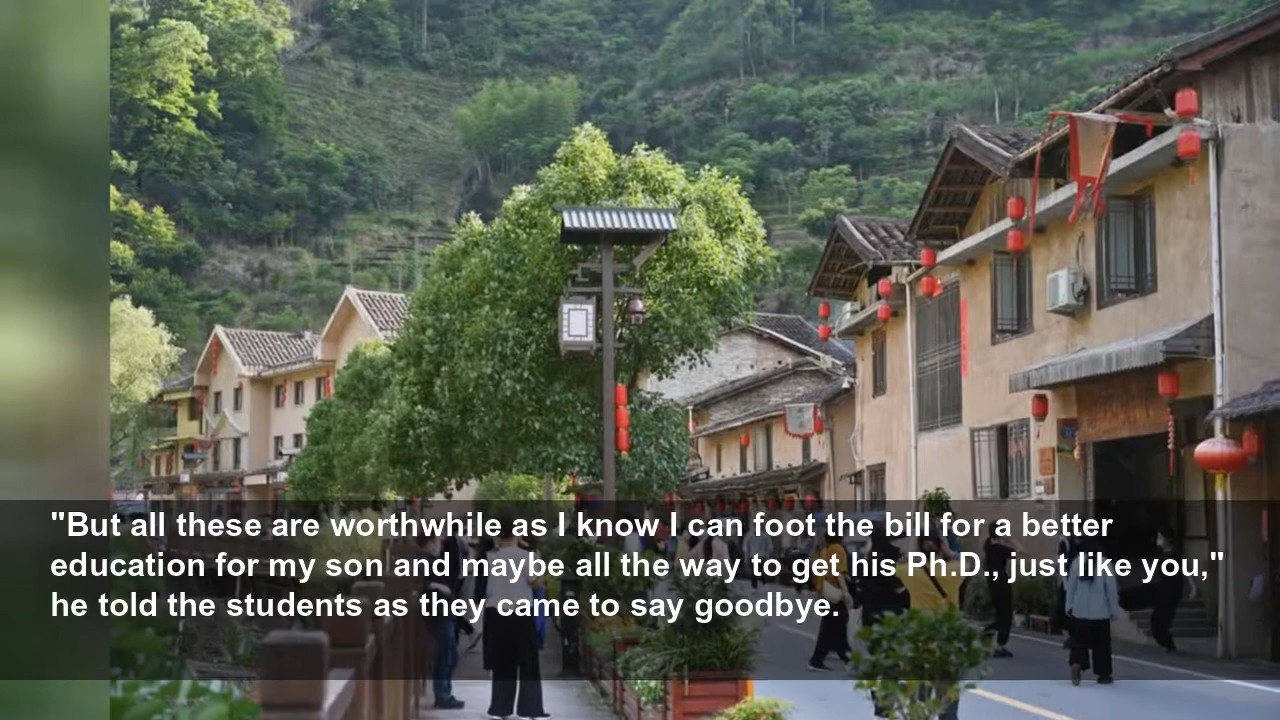 "But all these are worthwhile as I know I can foot the bill for a better
education for my son and maybe all the way to get his Ph.D., just like you,"
he told the students as they came to say goodbye.